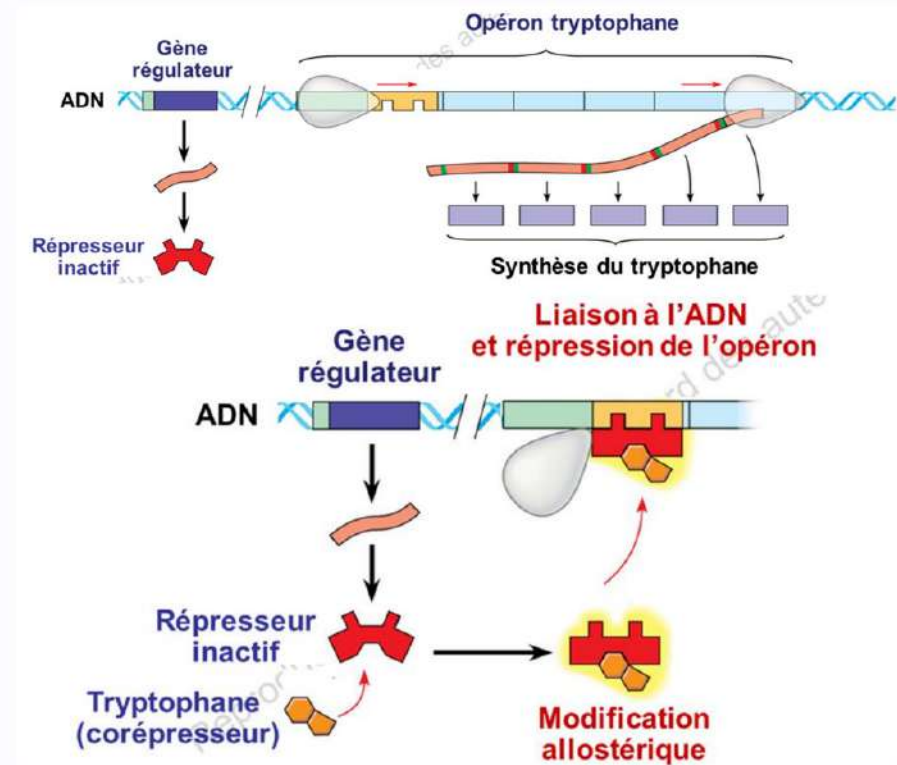 Opéron tryptophane
Gène
régulateur
ADN
Répresseur
inactif
Synthèse du tryptophane
Liaison à l'ADN
et répression de l'opéron
Gène
régulateur
ADN
Répresseur
inactif
Tryptophane
(corépresseur)
Modification
allostérique